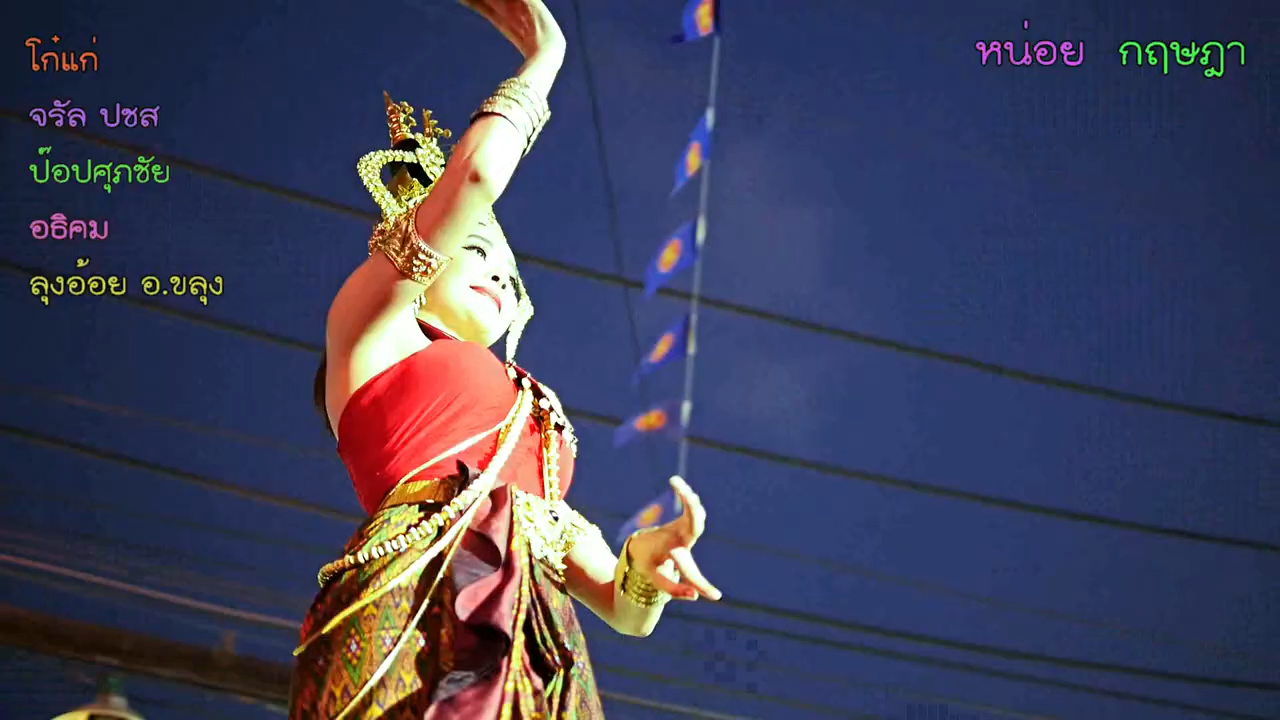 โก๋แก่
จรัล ปชส
ป๊อปศุภชัย
อธิคม
ลุงอ้อย อ.ขลุง
หน่อย กฤษฎา